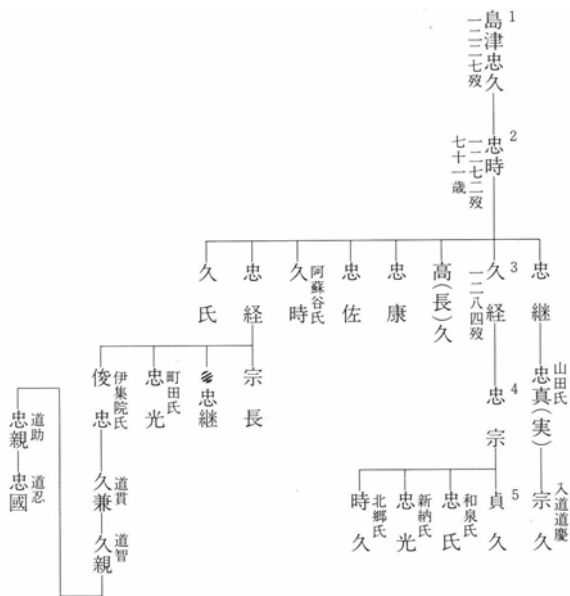 1
島津忠久
一二二七歿
2
忠時
一二七二歿
七十一歳
忠継
山田氏
忠真(実)
入道道慶
宗久
3
久経
一二八四歿
4
忠宗
5
貞久
和泉氏
忠氏
新納氏
忠光
北郷氏
時久
高(長)久
忠康
忠佐
阿蘇谷氏
久時
忠経
宗長
忠継
町田氏
忠光
伊集院氏
俊忠
道貫
久兼
道智
久親
道助
忠親
道忍
忠國
久氏